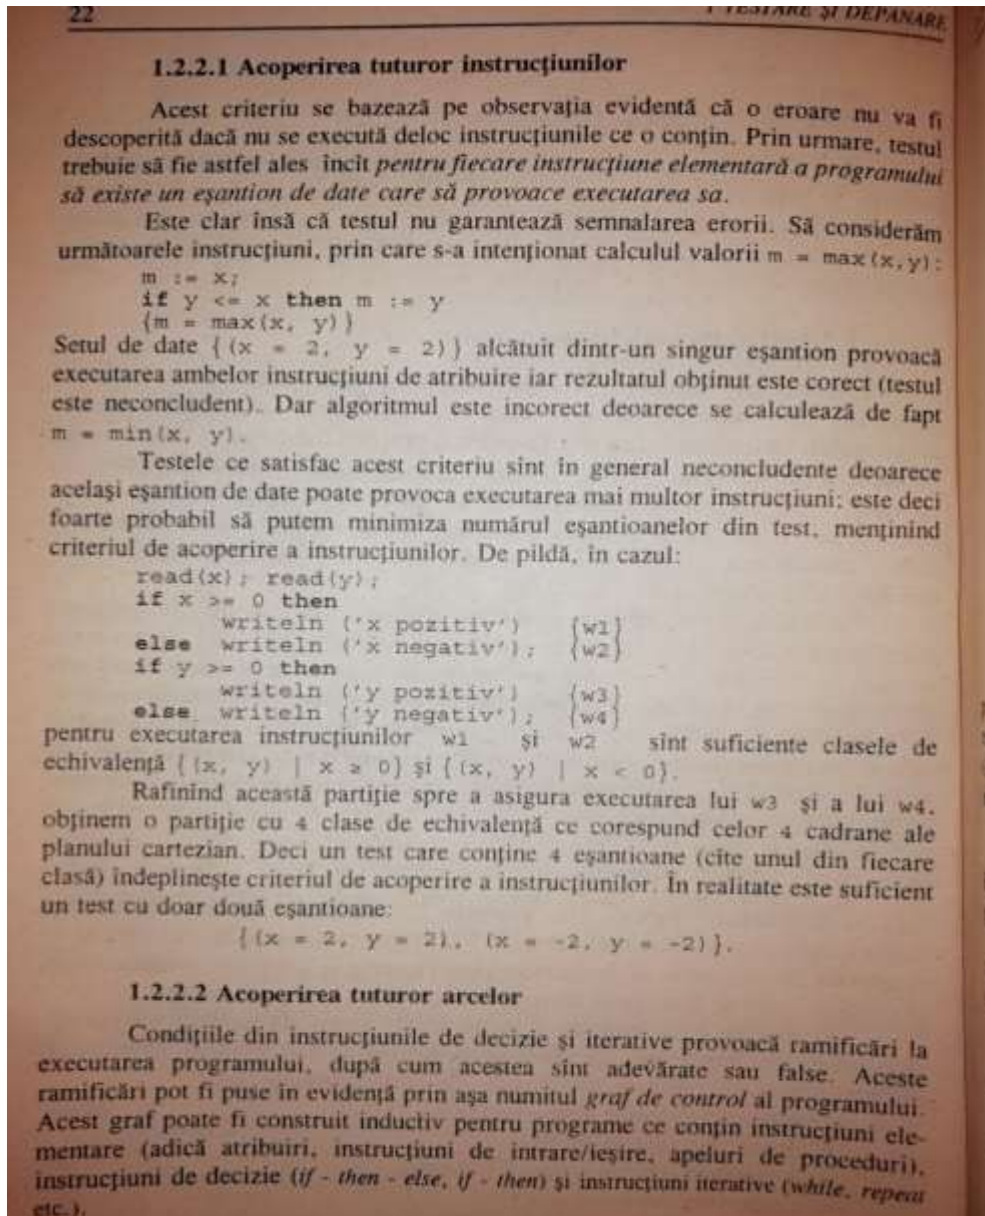 22
1 TESTARE ŞI DEPANARE
1.2.2.1 Acoperirea tuturor instrucţiunilor
Acest criteriu se bazează pe observaţia evidentă că o eroare nu va fi
descoperită dacă nu se execută deloc instrucţiunile ce o conţin. Prin urmare, testul
trebuie să fie astfel ales încît pentru fiecare instrucţiune elementară a programului
să existe un eşantion de date care să provoace executarea sa.
Este clar însă că testul nu garantează semnalarea erorii. Să considerăm
următoarele instrucţiuni, prin care s-a intenţionat calculul valorii m = max(x,y):
m := x;
if y <= x then m := y
{m = max(x, y)}
Setul de date {(x = 2, y = 2)} alcătuit dintr-un singur eşantion provoacă
executarea ambelor instrucţiuni de atribuire iar rezultatul obţinut este corect (testul
este neconcludent). Dar algoritmul este incorect deoarece se calculează de fapt
m = min(x, y).
Testele ce satisfac acest criteriu sînt în general neconcludente deoarece
acelaşi eşantion de date poate provoca executarea mai multor instrucţiuni; este deci
foarte probabil să putem minimiza numărul eşantioanelor din test, menţinînd
criteriul de acoperire a instrucţiunilor. De pildă, în cazul:
read(x); read(y);
if x >= 0 then
writeln ('x pozitiv') {w1}
else writeln ('x negativ'); {w2}
if y >= 0 then
writeln ('y pozitiv') {w3}
else writeln ('y negativ'); {w4}
pentru executarea instrucţiunilor w1 şi w2 sînt suficiente clasele de
echivalenţă {(x, y) | x ≥ 0} şi {(x, y) | x < 0}.
Rafinînd această partiţie spre a asigura executarea lui w3 şi a lui w4,
obţinem o partiţie cu 4 clase de echivalenţă ce corespund celor 4 cadrane ale
planului cartezian. Deci un test care conţine 4 eşantioane (cîte unul din fiecare
clasă) îndeplineşte criteriul de acoperire a instrucţiunilor. În realitate este suficient
un test cu doar două eşantioane:
{(x = 2, y = 2), (x = -2, y = -2)}.
1.2.2.2 Acoperirea tuturor arcelor
Condiţiile din instrucţiunile de decizie şi iterative provoacă ramificări la
executarea programului, după cum acestea sînt adevărate sau false. Aceste
ramificări pot fi puse în evidenţă prin aşa numitul graf de control al programului.
Acest graf poate fi construit inductiv pentru programe ce conţin instrucţiuni ele-
mentare (adică atribuiri, instrucţiuni de intrare/ieşire, apeluri de proceduri),
instrucţiuni de decizie (if - then - else, if - then) şi instrucţiuni iterative (while, repeat
etc.).